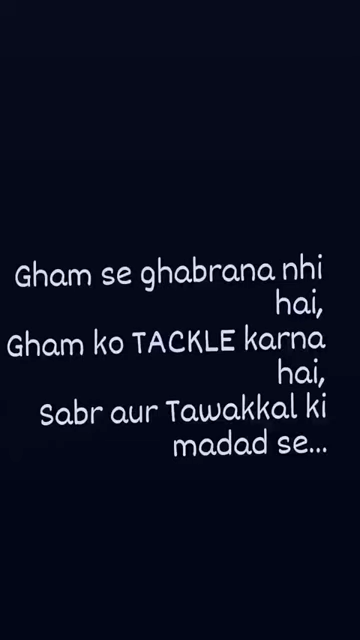 Gham se ghabrana nhi
hai,
Gham ko TACKLE karna
hai,
Sabr aur Tawakkal ki
madad se...